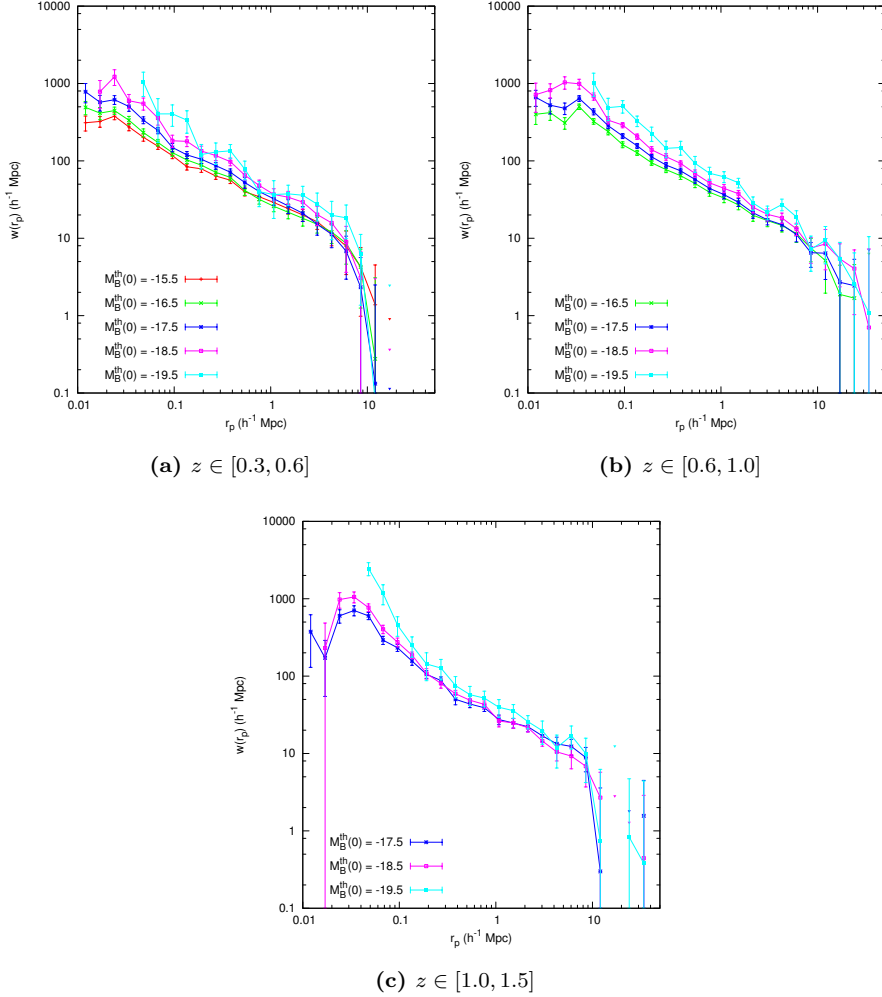 10000
1000
100
10
1
0.1
0.01
0.1
1
10
w(r_p) (h^-1 Mpc)
r_p (h^-1 Mpc)
M_B^th(0) = -15.5
M_B^th(0) = -16.5
M_B^th(0) = -17.5
M_B^th(0) = -18.5
M_B^th(0) = -19.5
(a) z ∈ [0.3, 0.6]
10000
1000
100
10
1
0.1
0.01
0.1
1
10
w(r_p) (h^-1 Mpc)
r_p (h^-1 Mpc)
M_B^th(0) = -16.5
M_B^th(0) = -17.5
M_B^th(0) = -18.5
M_B^th(0) = -19.5
(b) z ∈ [0.6, 1.0]
10000
1000
100
10
1
0.1
0.01
0.1
1
10
w(r_p) (h^-1 Mpc)
r_p (h^-1 Mpc)
M_B^th(0) = -17.5
M_B^th(0) = -18.5
M_B^th(0) = -19.5
(c) z ∈ [1.0, 1.5]